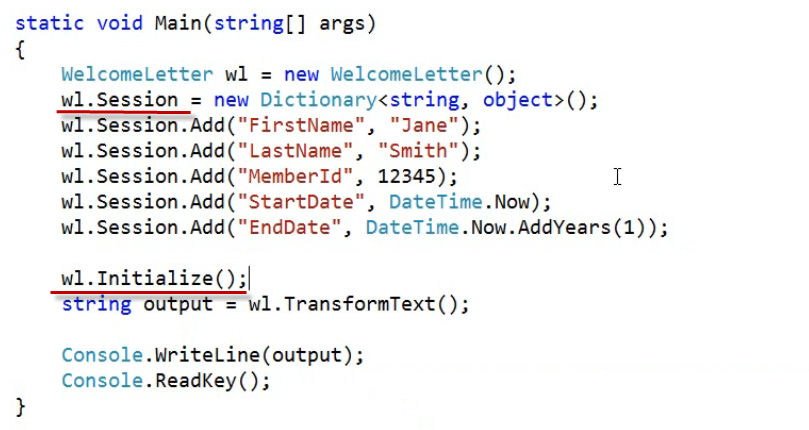 static void Main(string[] args)
{
    WelcomeLetter wl = new WelcomeLetter();
    wl.Session = new Dictionary<string, object>();
    wl.Session.Add("FirstName", "Jane");
    wl.Session.Add("LastName", "Smith");
    wl.Session.Add("MemberId", 12345);
    wl.Session.Add("StartDate", DateTime.Now);
    wl.Session.Add("EndDate", DateTime.Now.AddYears(1));
    wl.Initialize();
    string output = wl.TransformText();
    Console.WriteLine(output);
    Console.ReadKey();
}